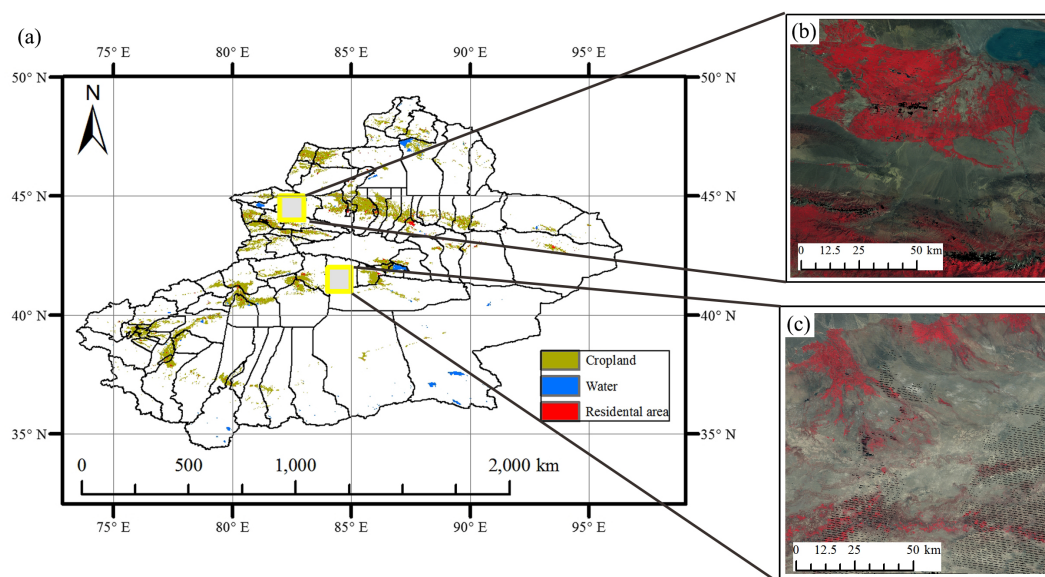 (a)
75° E 80° E 85° E 90° E 95° E
50° N 50° N
N
45° N 45° N
40° N 40° N
35° N 35° N
Cropland
Water
Residental area
0 500 1,000 2,000 km
75° E 80° E 85° E 90° E 95° E
(b)
0 12.5 25 50 km
(c)
0 12.5 25 50 km